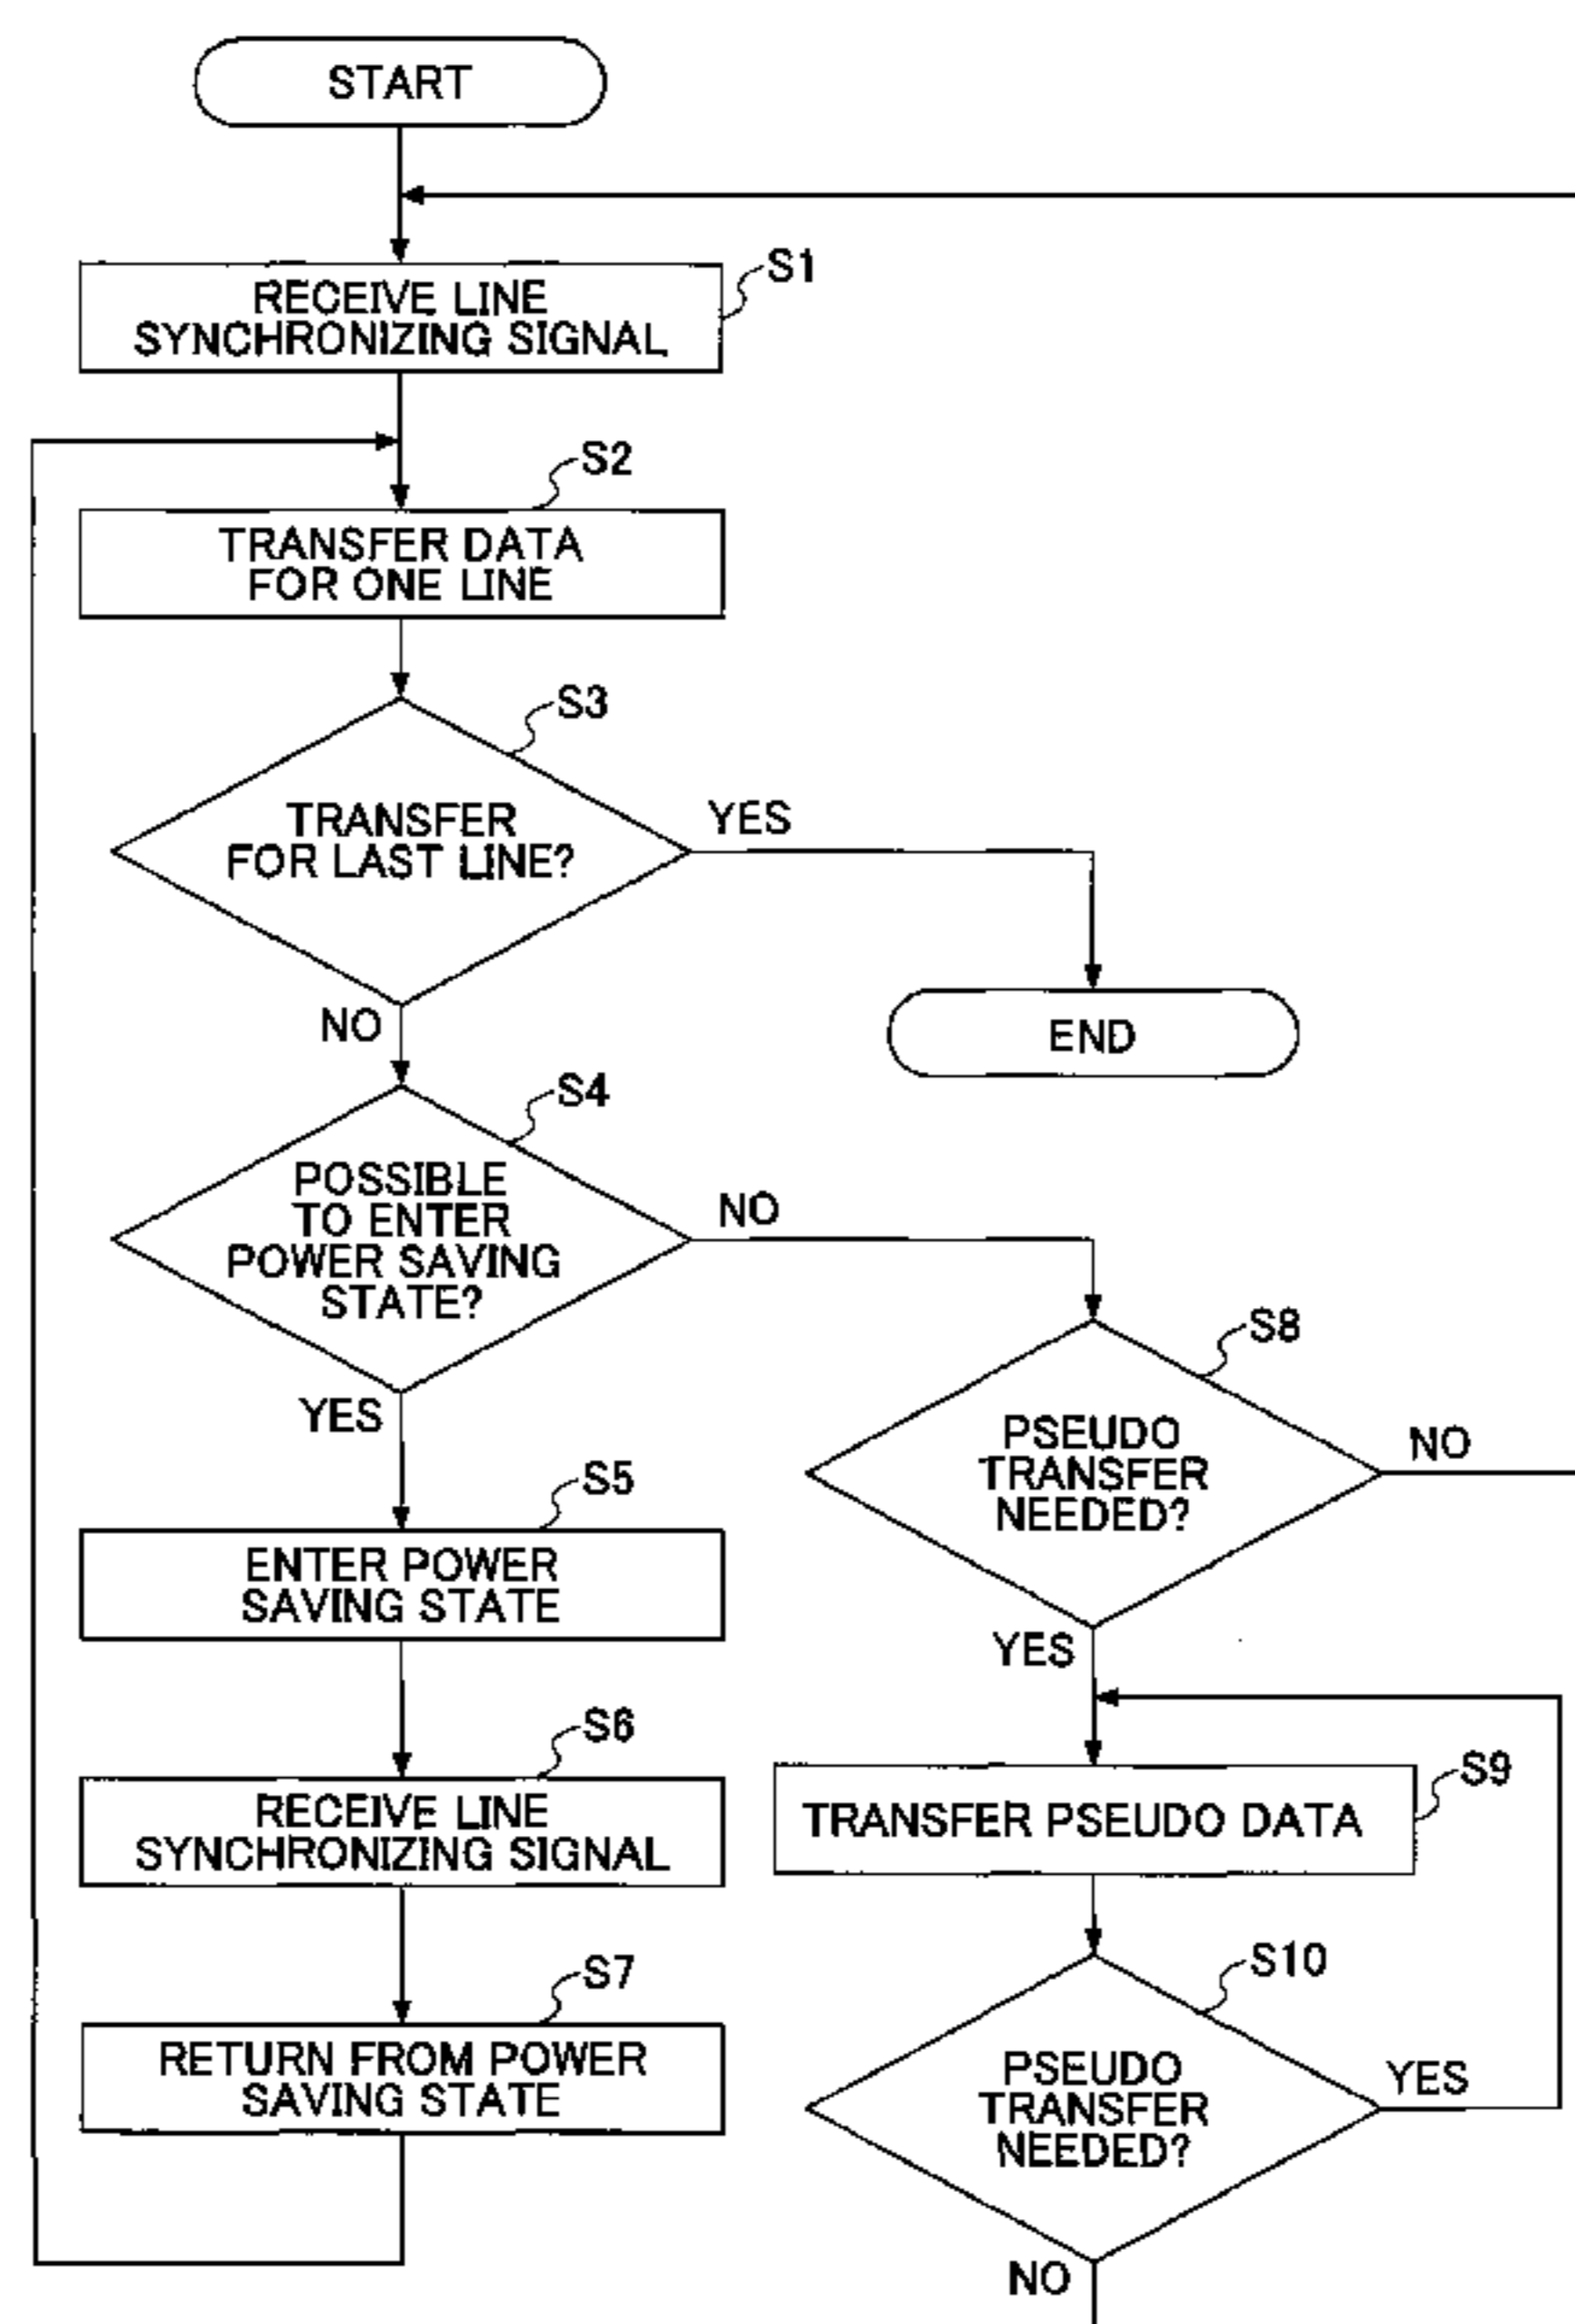 START
S1
RECEIVE LINE
SYNCHRONIZING SIGNAL
S2
TRANSFER DATA
FOR ONE LINE
S3
TRANSFER
FOR LAST LINE?
YES
NO
END
S4
POSSIBLE
TO ENTER
POWER SAVING
STATE?
NO
YES
S8
PSEUDO
TRANSFER
NEEDED?
NO
YES
S5
ENTER POWER
SAVING STATE
S6
RECEIVE LINE
SYNCHRONIZING SIGNAL
S9
TRANSFER PSEUDO DATA
S7
RETURN FROM POWER
SAVING STATE
S10
PSEUDO
TRANSFER
NEEDED?
YES
NO